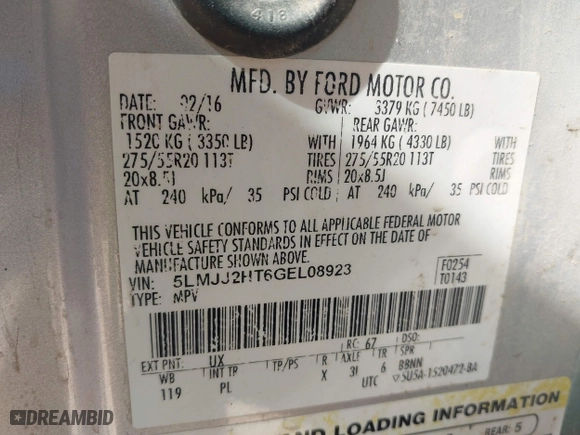 418
MFD. BY FORD MOTOR CO.
DATE: 02/16 GVWR: 3379 KG ( 7450 LB)
FRONT GAWR: REAR GAWR:
1520 KG ( 3350 LB) WITH 1964 KG ( 4330 LB) WITH
275/55R20 113T TIRES 275/55R20 113T TIRES
20x8.5J RIMS 20x8.5J RIMS
AT 240 kPa/ 35 PSI COLD AT 240 kPa/ 35 PSI COLD
THIS VEHICLE CONFORMS TO ALL APPLICABLE FEDERAL MOTOR
VEHICLE SAFETY STANDARDS IN EFFECT ON THE DATE OF
MANUFACTURE SHOWN ABOVE.
VIN: 5LMJJ2HT6GEL08923 F0254
TYPE: MPV T0143
EXT PNT: UX RC: 67 DSO:
WB INT TR TP/PS R AXLE TR SPR
119 PL X 3I 6 BBNN
UTC ▽5U5A-1520472-BA
AND LOADING INFORMATION
REAR: 5
DREAMBID